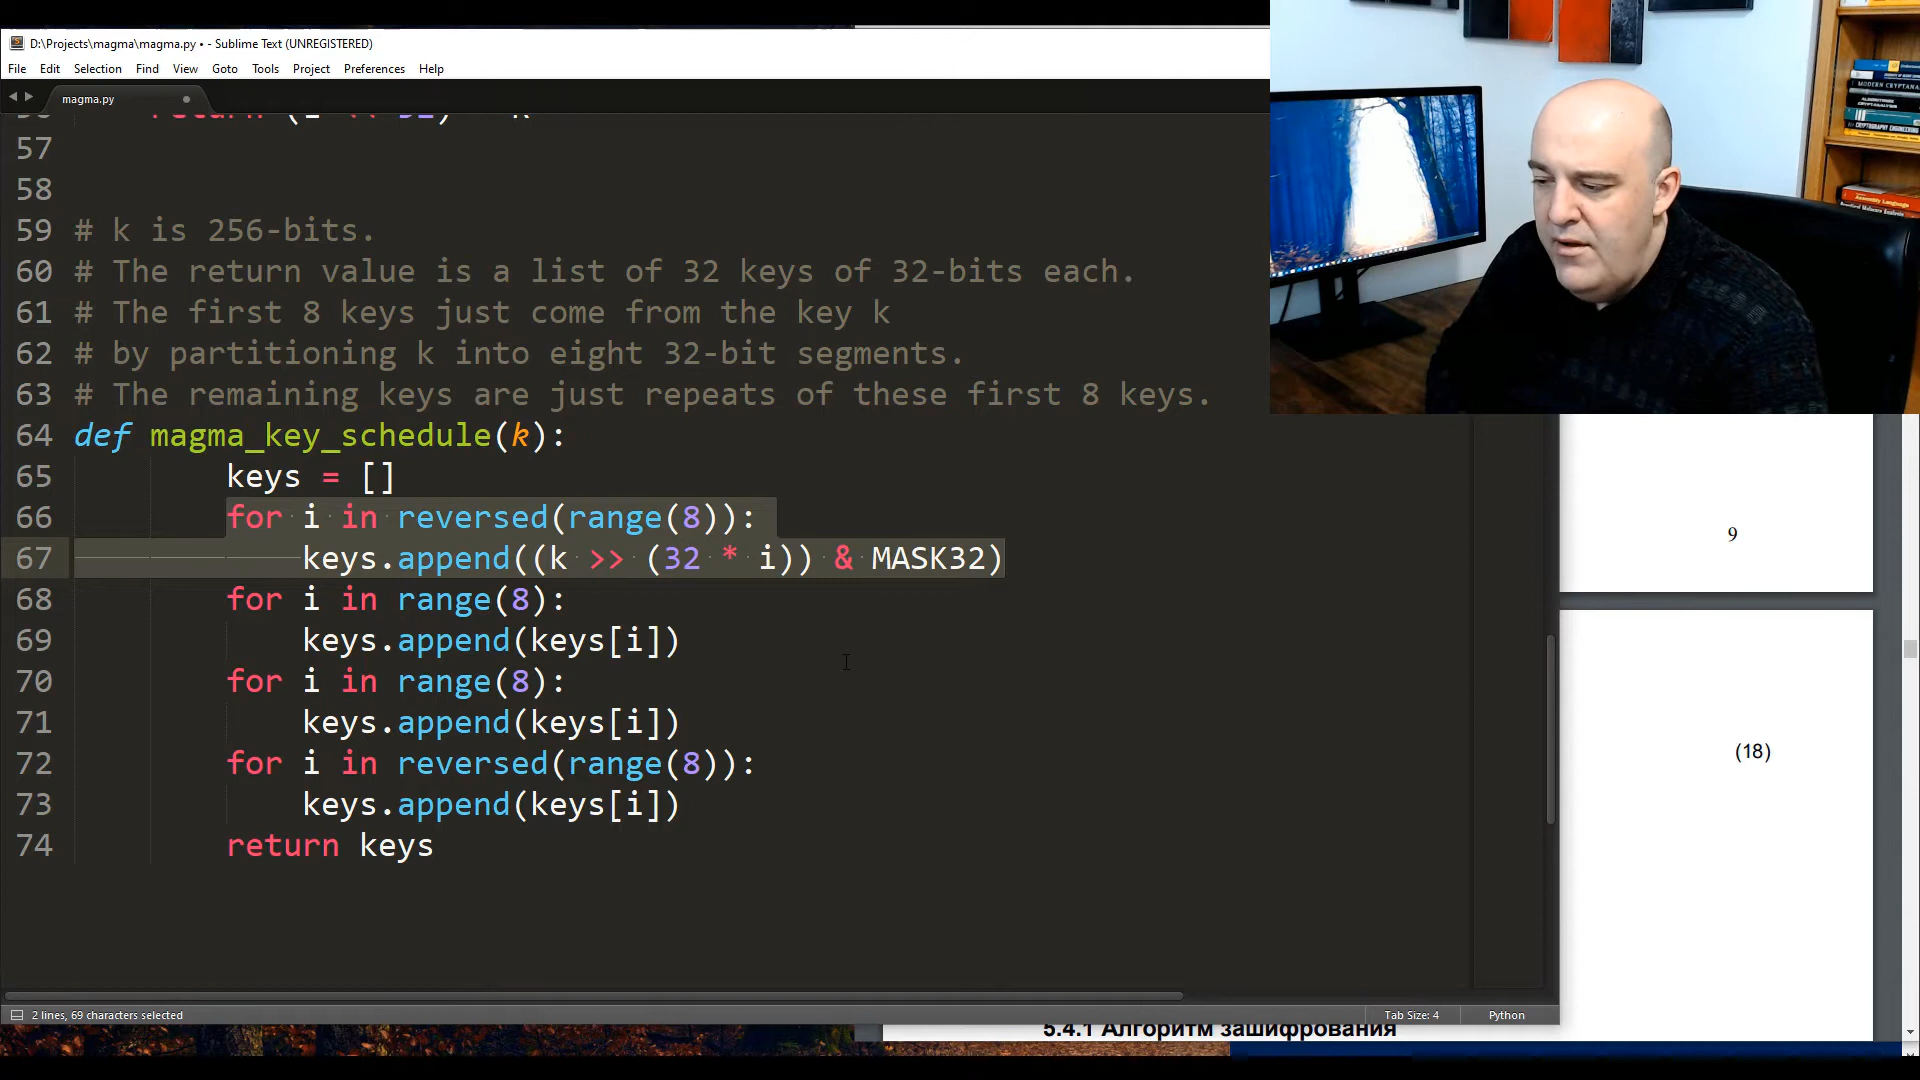 D:\Projects\magma\magma.py • - Sublime Text (UNREGISTERED)
File Edit Selection Find View Goto Tools Project Preferences Help
magma.py
57
58
59 # k is 256-bits.
60 # The return value is a list of 32 keys of 32-bits each.
61 # The first 8 keys just come from the key k
62 # by partitioning k into eight 32-bit segments.
63 # The remaining keys are just repeats of these first 8 keys.
64 def magma_key_schedule(k):
65 keys = []
66 for i in reversed(range(8)):
67 keys.append((k >> (32 * i)) & MASK32)
68 for i in range(8):
69 keys.append(keys[i])
70 for i in range(8):
71 keys.append(keys[i])
72 for i in reversed(range(8)):
73 keys.append(keys[i])
74 return keys
2 lines, 69 characters selected
Tab Size: 4
Python
9
(18)
5.4.1 Алгоритм зашифрования